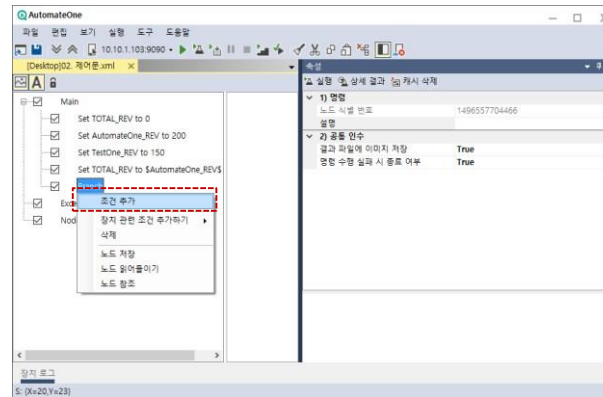 AutomateOne
파일 편집 보기 실행 도구 도움말
10.10.1.103:9090
[Desktop]02. 제어문.xml
속성
실행 상세 결과 캐시 삭제
Main
Set TOTAL_REV to 0
Set AutomateOne_REV to 200
Set TestOne_REV to 150
Set TOTAL_REV to $AutomateOne_REV$
조건 추가
장치 관련 조건 추가하기
삭제
노드 저장
노드 읽어들이기
노드 참조
1) 명령
노드 식별 번호 1496557704466
설명
2) 공통 인수
결과 파일에 이미지 저장 True
명령 수행 실패 시 종료 여부 True
장치 로그
S: (X=20,Y=23)